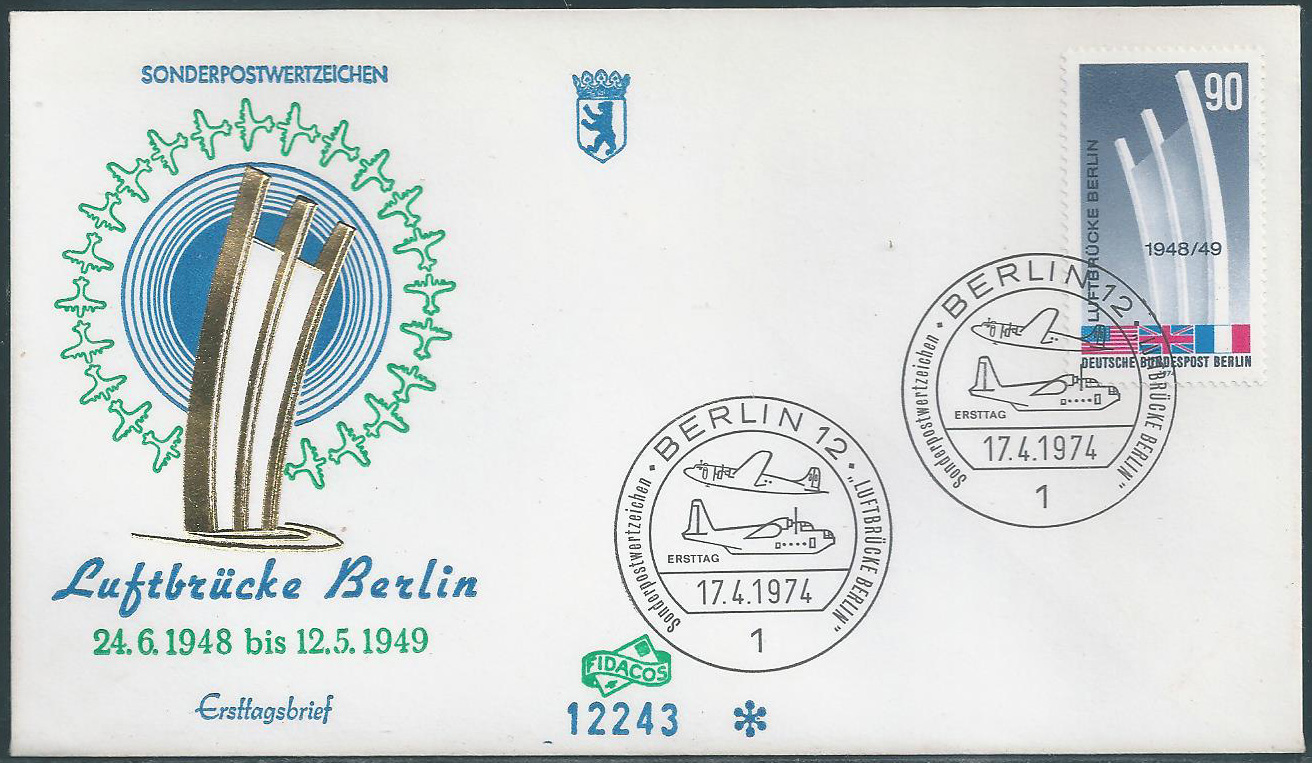 SONDERPOSTWERTZEICHEN
Luftbrücke Berlin
24.6.1948 bis 12.5.1949
Ersttagsbrief
FIDACOS
12243
90
LUFTBRÜCKE BERLIN
1948/49
DEUTSCHE BUNDESPOST BERLIN
BERLIN 12
Sonderpostwertzeichen
„LUFTBRÜCKE BERLIN"
ERSTTAG
17.4.1974
1
BERLIN 12
Sonderpostwertzeichen
„LUFTBRÜCKE BERLIN"
ERSTTAG
17.4.1974
1